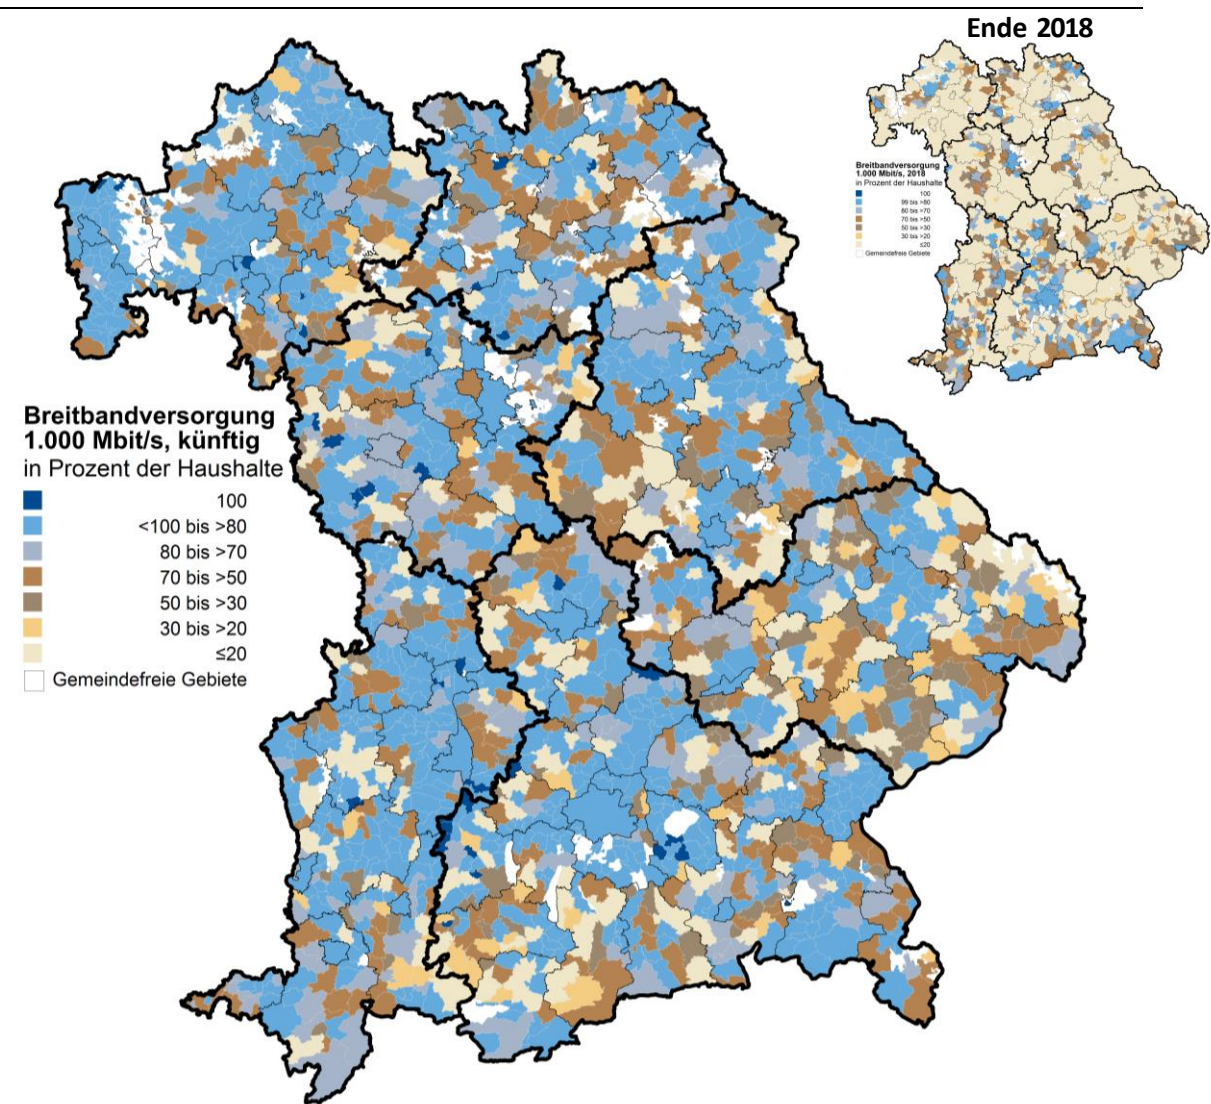 Ende 2018
Breitbandversorgung
1.000 Mbit/s, 2018
in Prozent der Haushalte
100
99 bis >80
80 bis >70
70 bis >50
50 bis >30
30 bis >20
≤20
Gemeindefreie Gebiete
Breitbandversorgung
1.000 Mbit/s, künftig
in Prozent der Haushalte
100
<100 bis >80
80 bis >70
70 bis >50
50 bis >30
30 bis >20
≤20
Gemeindefreie Gebiete